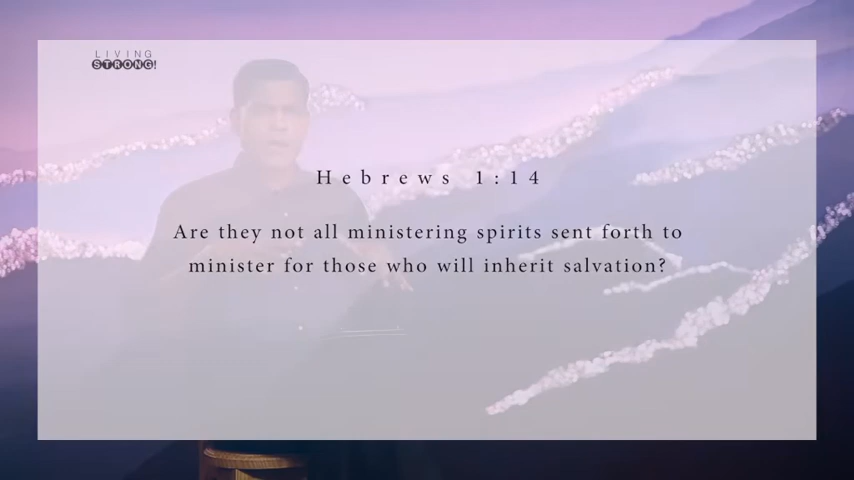 LIVING
STRONG!
Hebrews 1:14
Are they not all ministering spirits sent forth to
minister for those who will inherit salvation?